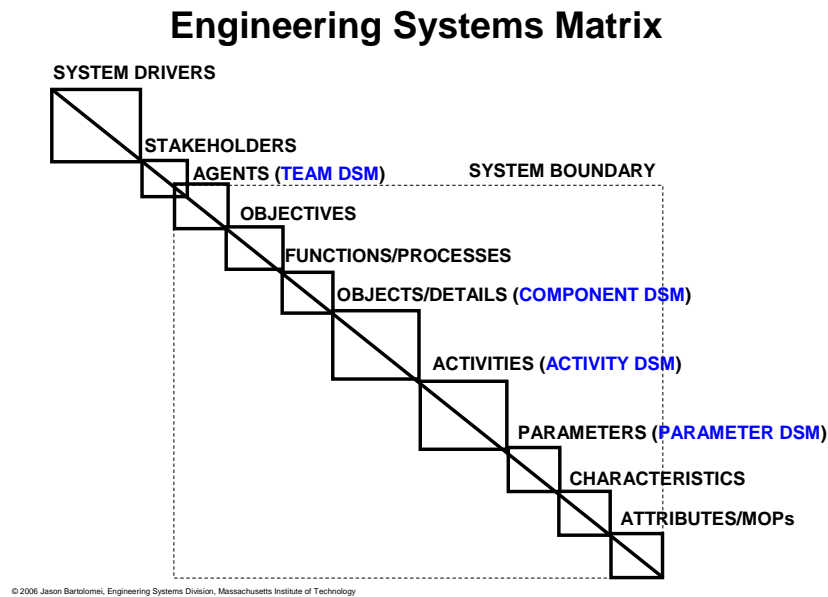 Engineering Systems Matrix
SYSTEM DRIVERS
STAKEHOLDERS
AGENTS (TEAM DSM)
SYSTEM BOUNDARY
OBJECTIVES
FUNCTIONS/PROCESSES
OBJECTS/DETAILS (COMPONENT DSM)
ACTIVITIES (ACTIVITY DSM)
PARAMETERS (PARAMETER DSM)
CHARACTERISTICS
ATTRIBUTES/MOPs
© 2006 Jason Bartolomei, Engineering Systems Division, Massachusetts Institute of Technology